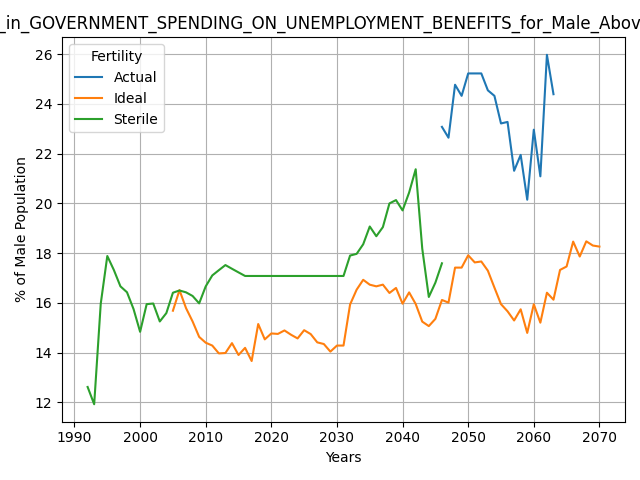 _in_GOVERNMENT_SPENDING_ON_UNEMPLOYMENT_BENEFITS_for_Male_Abov
Fertility
Actual
Ideal
Sterile
% of Male Population
26
24
22
20
18
16
14
12
1990 2000 2010 2020 2030 2040 2050 2060 2070
Years